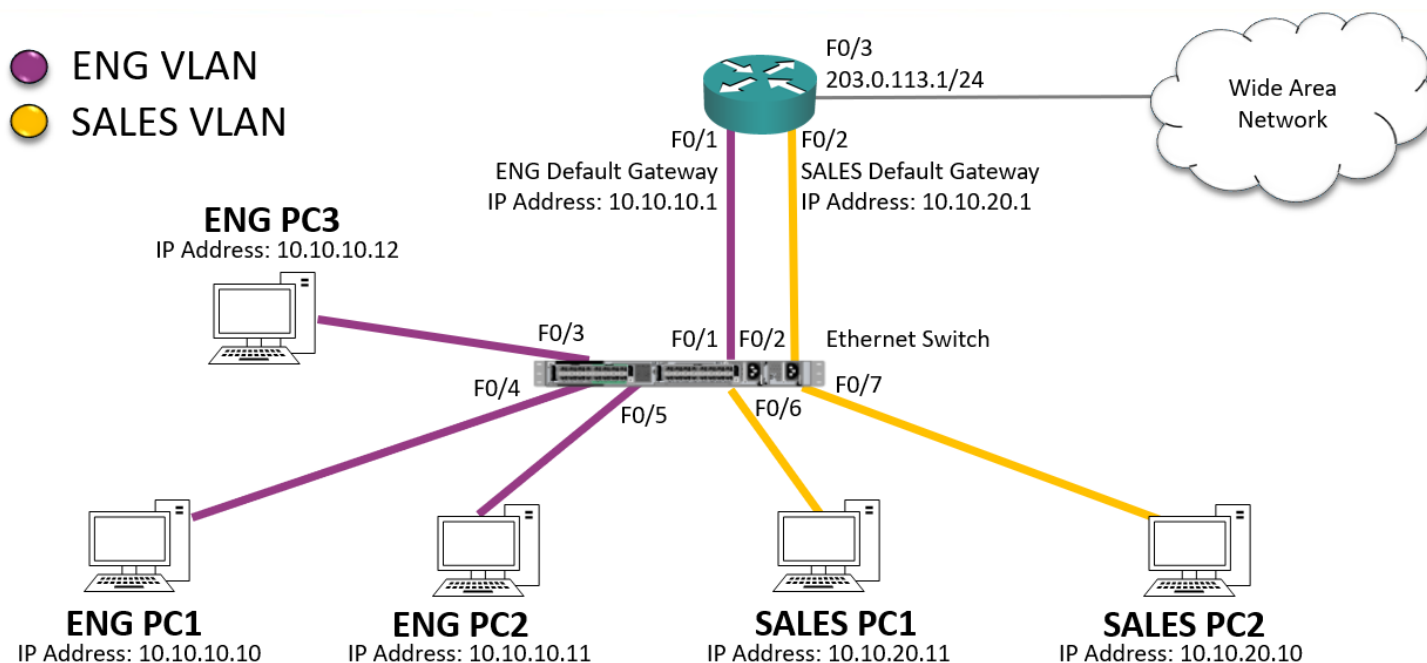 ENG VLAN
SALES VLAN
F0/3
203.0.113.1/24
Wide Area
Network
F0/1
ENG Default Gateway
IP Address: 10.10.10.1
F0/2
SALES Default Gateway
IP Address: 10.10.20.1
ENG PC3
IP Address: 10.10.10.12
F0/3
F0/1
F0/2
Ethernet Switch
F0/4
F0/5
F0/6
F0/7
ENG PC1
IP Address: 10.10.10.10
ENG PC2
IP Address: 10.10.10.11
SALES PC1
IP Address: 10.10.20.11
SALES PC2
IP Address: 10.10.20.10